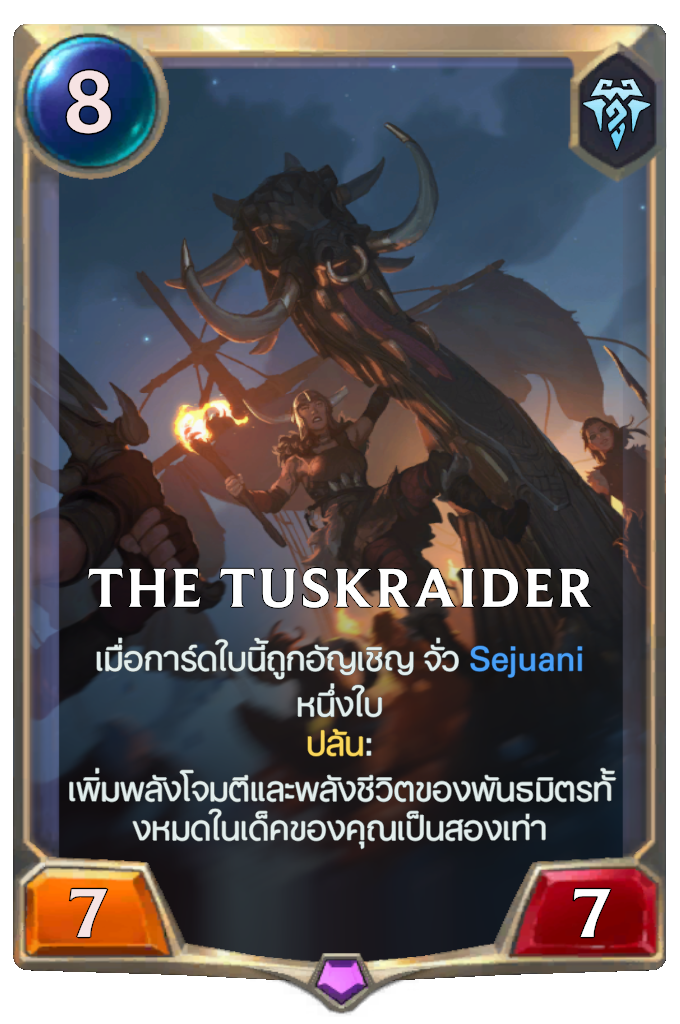 8
THE TUSKRAIDER
เมื่อการ์ดใบนี้ถูกอัญเชิญ จั่ว Sejuani
หนึ่งใบ
ปล้น:
เพิ่มพลังโจมตีและพลังชีวิตของพันธมิตรทั้
งหมดในเด็คของคุณเป็นสองเท่า
7
7